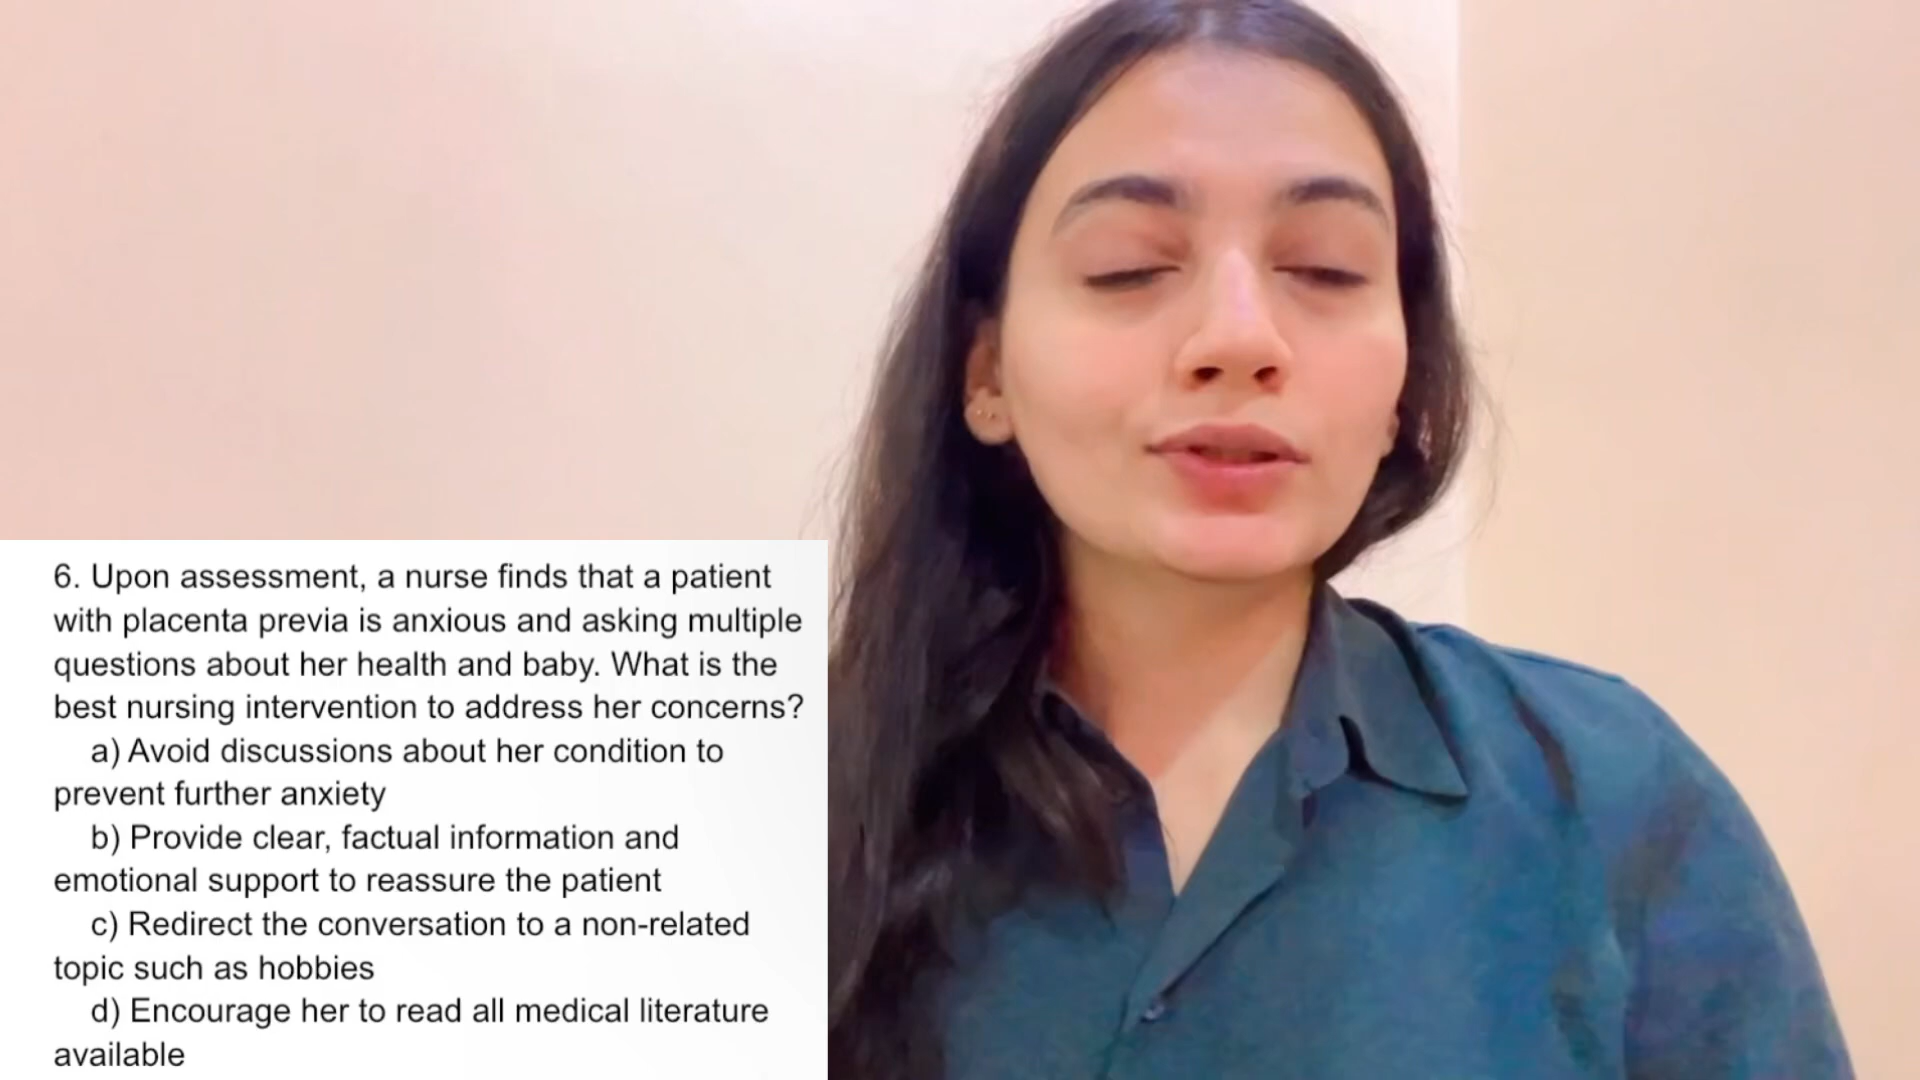 6. Upon assessment, a nurse finds that a patient
with placenta previa is anxious and asking multiple
questions about her health and baby. What is the
best nursing intervention to address her concerns?
a) Avoid discussions about her condition to
prevent further anxiety
b) Provide clear, factual information and
emotional support to reassure the patient
c) Redirect the conversation to a non-related
topic such as hobbies
d) Encourage her to read all medical literature
available